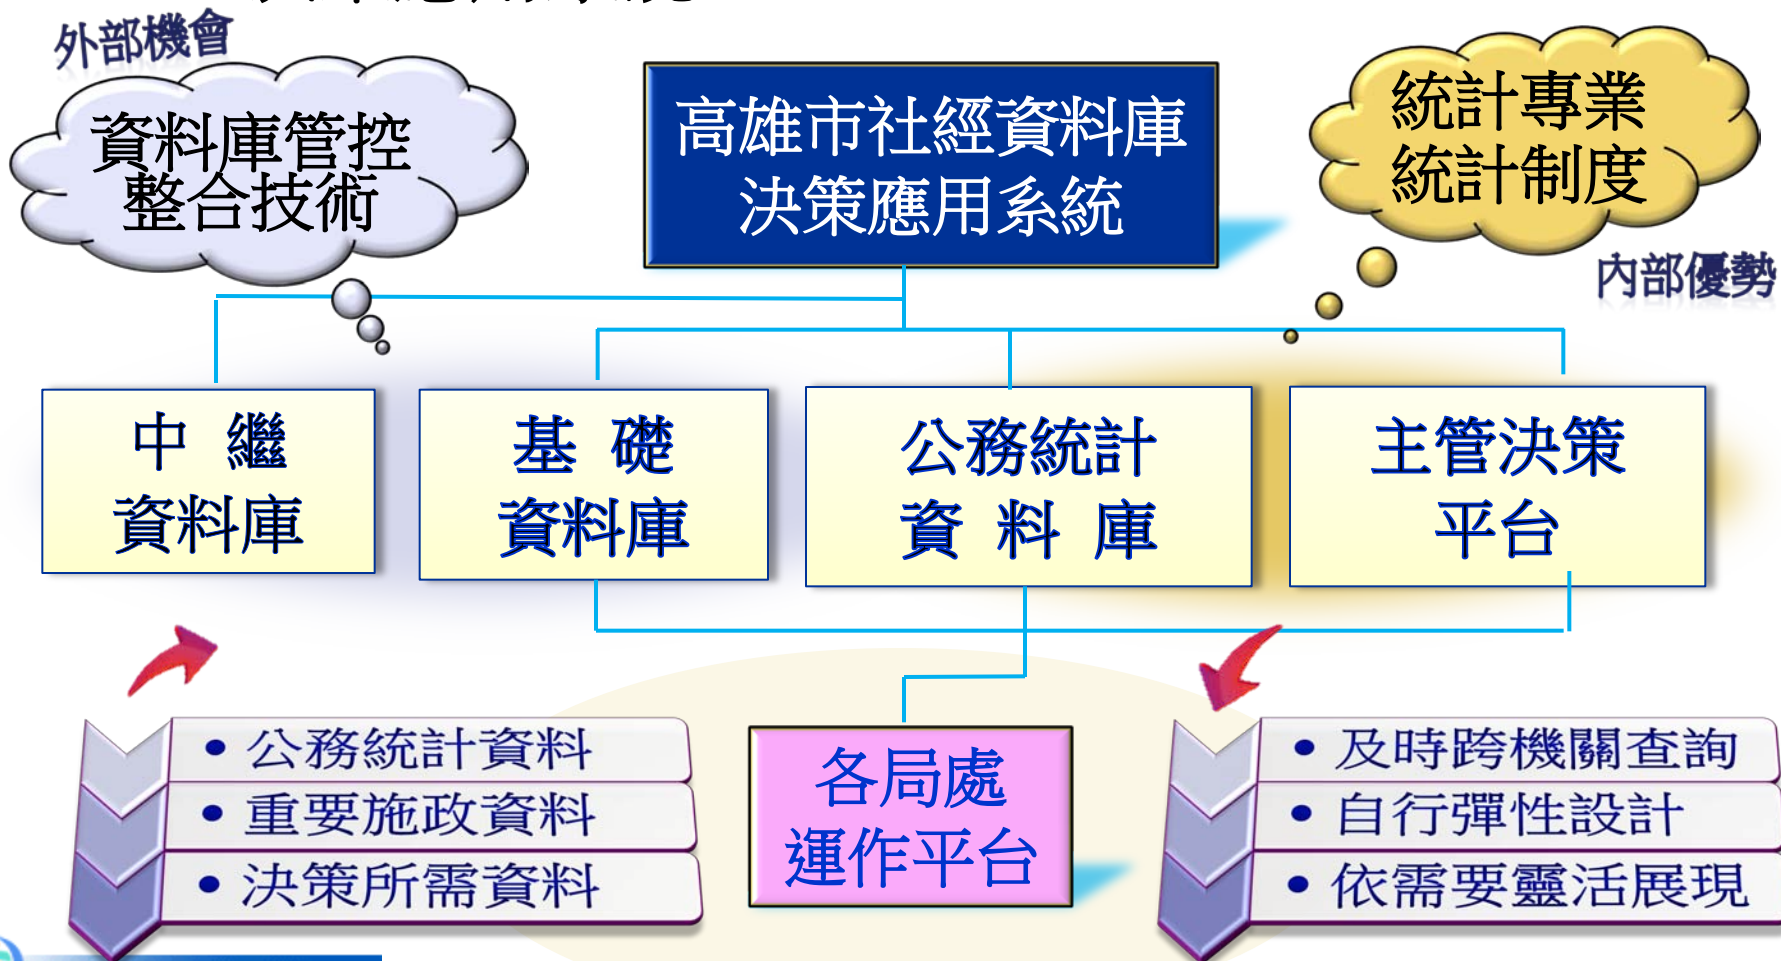 外部機會
資料庫管控
整合技術
高雄市社經資料庫
決策應用系統
統計專業
統計制度
內部優勢
中 繼
資料庫
基 礎
資料庫
公務統計
資 料 庫
主管決策
平台
• 公務統計資料
• 重要施政資料
• 決策所需資料
各局處
運作平台
• 及時跨機關查詢
• 自行彈性設計
• 依需要靈活展現